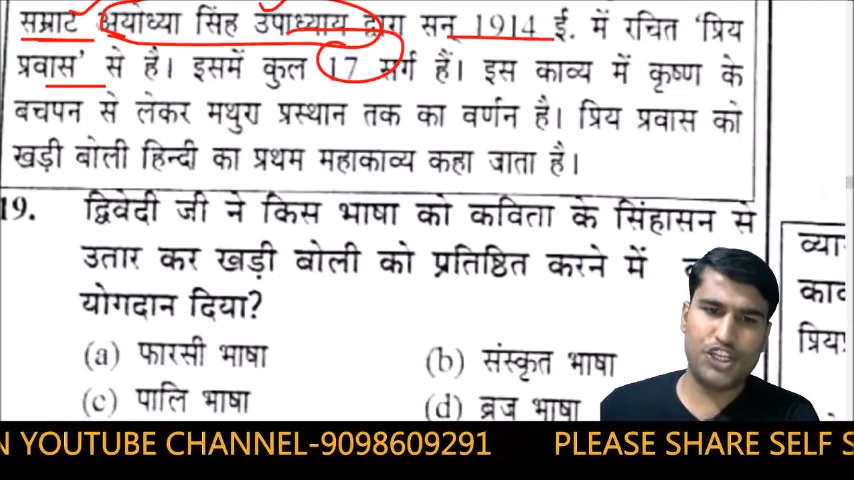 सम्राट अयोध्या सिंह उपाध्याय द्वारा सन् 1914 ई. में रचित 'प्रिय
प्रवास' से है। इसमें कुल 17 सर्ग हैं। इस काव्य में कृष्ण के
बचपन से लेकर मथुरा प्रस्थान तक का वर्णन है। प्रिय प्रवास को
खड़ी बोली हिन्दी का प्रथम महाकाव्य कहा जाता है।
19. द्विवेदी जी ने किस भाषा को कविता के सिंहासन से
उतार कर खड़ी बोली को प्रतिष्ठित करने में
योगदान दिया?
(a) फारसी भाषा (b) संस्कृत भाषा
(c) पालि भाषा (d) ब्रज भाषा
व्या
का
प्रिय
N YOUTUBE CHANNEL-9098609291 PLEASE SHARE SELF S